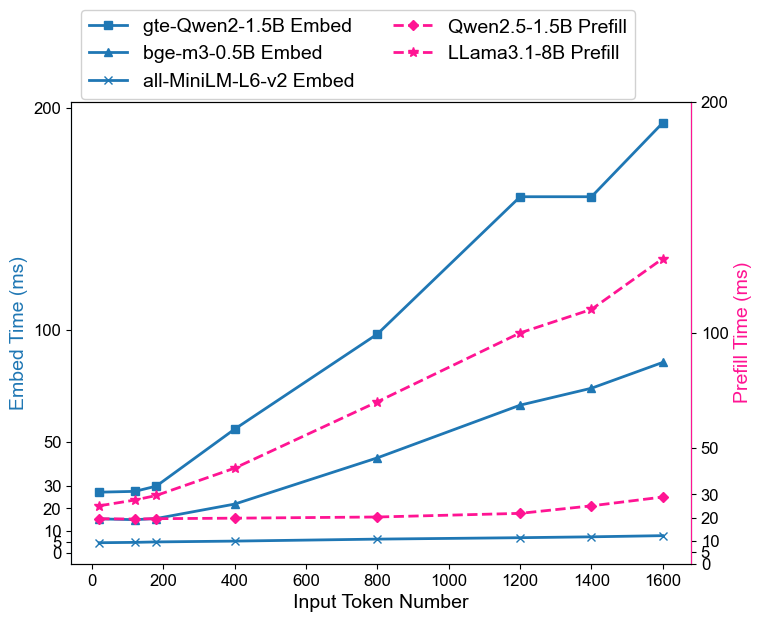 gte-Qwen2-1.5B Embed
bge-m3-0.5B Embed
all-MiniLM-L6-v2 Embed
Qwen2.5-1.5B Prefill
LLama3.1-8B Prefill
Embed Time (ms)
200
100
50
30
20
10
5
0
0 200 400 600 800 1000 1200 1400 1600
Input Token Number
200
100
50
30
20
10
5
0
Prefill Time (ms)